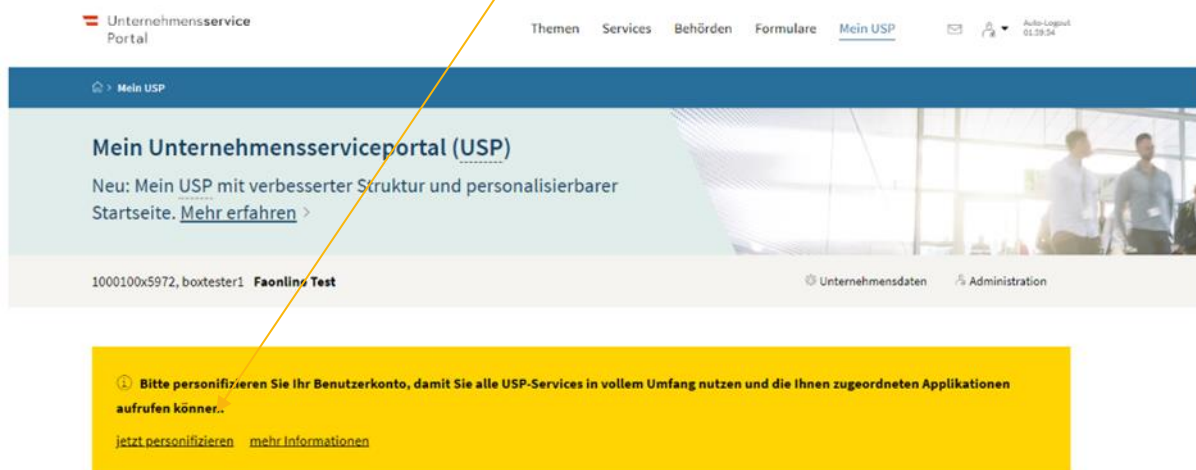 Unternehmensservice
Portal
Themen Services Behörden Formulare Mein USP
Auto-Logout
01:59:54
> Mein USP
Mein Unternehmensserviceportal (USP)
Neu: Mein USP mit verbesserter Struktur und personalisierbarer
Startseite. Mehr erfahren >
1000100x5972, boxtester1 Faonline Test
Unternehmensdaten Administration
Bitte personifizieren Sie Ihr Benutzerkonto, damit Sie alle USP-Services in vollem Umfang nutzen und die Ihnen zugeordneten Applikationen
aufrufen können.
jetzt personifizieren mehr Informationen